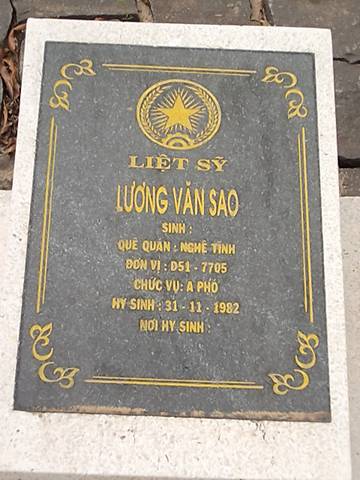 LIỆT SỸ
LƯƠNG VĂN SAO
SINH :
QUÊ QUÁN : NGHỆ TĨNH
ĐƠN VỊ : D51 - 7705
CHỨC VỤ: A PHÓ
HY SINH : 31 - 11 - 1982
NƠI HY SINH :